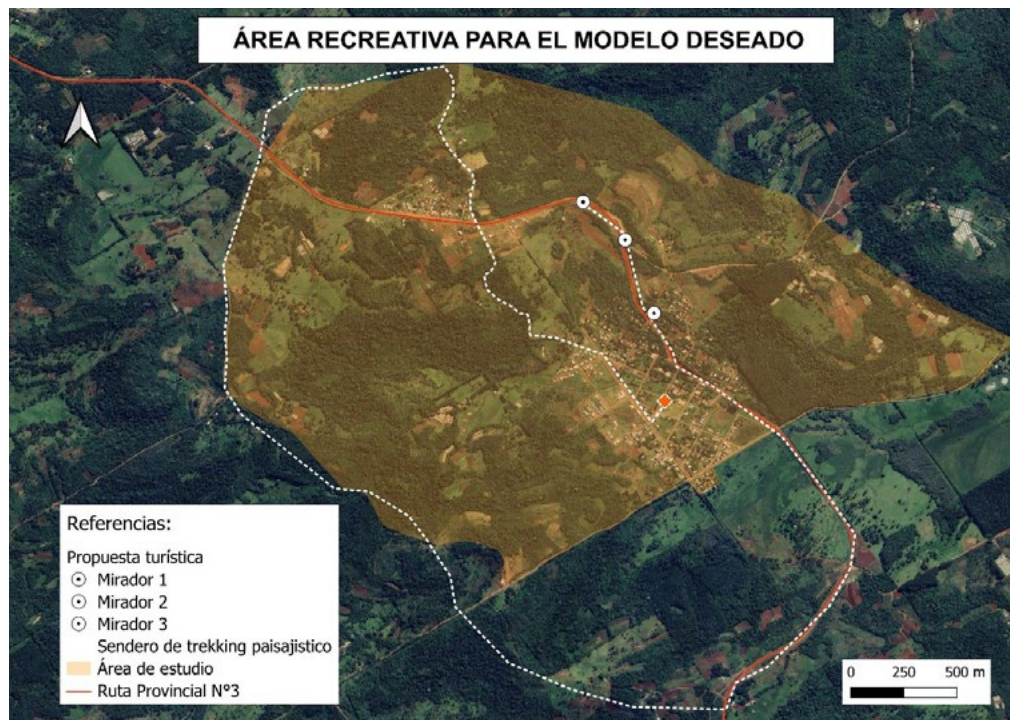 ÁREA RECREATIVA PARA EL MODELO DESEADO
Referencias:
Propuesta turística
Mirador 1
Mirador 2
Mirador 3
Sendero de trekking paisajistico
Área de estudio
Ruta Provincial N°3
0 250 500 m